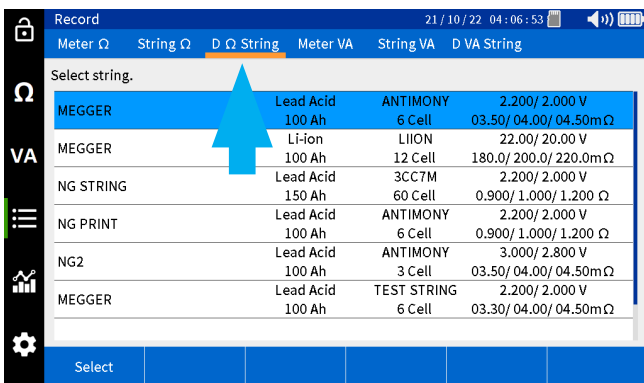 Record 21/10/22 04:06:53
Meter Ω String Ω D Ω String Meter VA String VA D VA String
Select string.
Ω
VA
MEGGER Lead Acid ANTIMONY 2.200/ 2.000 V
100 Ah 6 Cell 03.50/ 04.00/ 04.50mΩ
MEGGER Li-ion LIION 22.00/ 20.00 V
100 Ah 12 Cell 180.0/ 200.0/ 220.0mΩ
NG STRING Lead Acid 3CC7M 2.200/ 2.000 V
150 Ah 60 Cell 0.900/ 1.000/ 1.200 Ω
NG PRINT Lead Acid ANTIMONY 2.200/ 2.000 V
100 Ah 6 Cell 0.900/ 1.000/ 1.200 Ω
NG2 Lead Acid ANTIMONY 3.000/ 2.800 V
100 Ah 3 Cell 03.50/ 04.00/ 04.50mΩ
MEGGER Lead Acid TEST STRING 2.200/ 2.000 V
100 Ah 6 Cell 03.30/ 04.00/ 04.50mΩ
Select